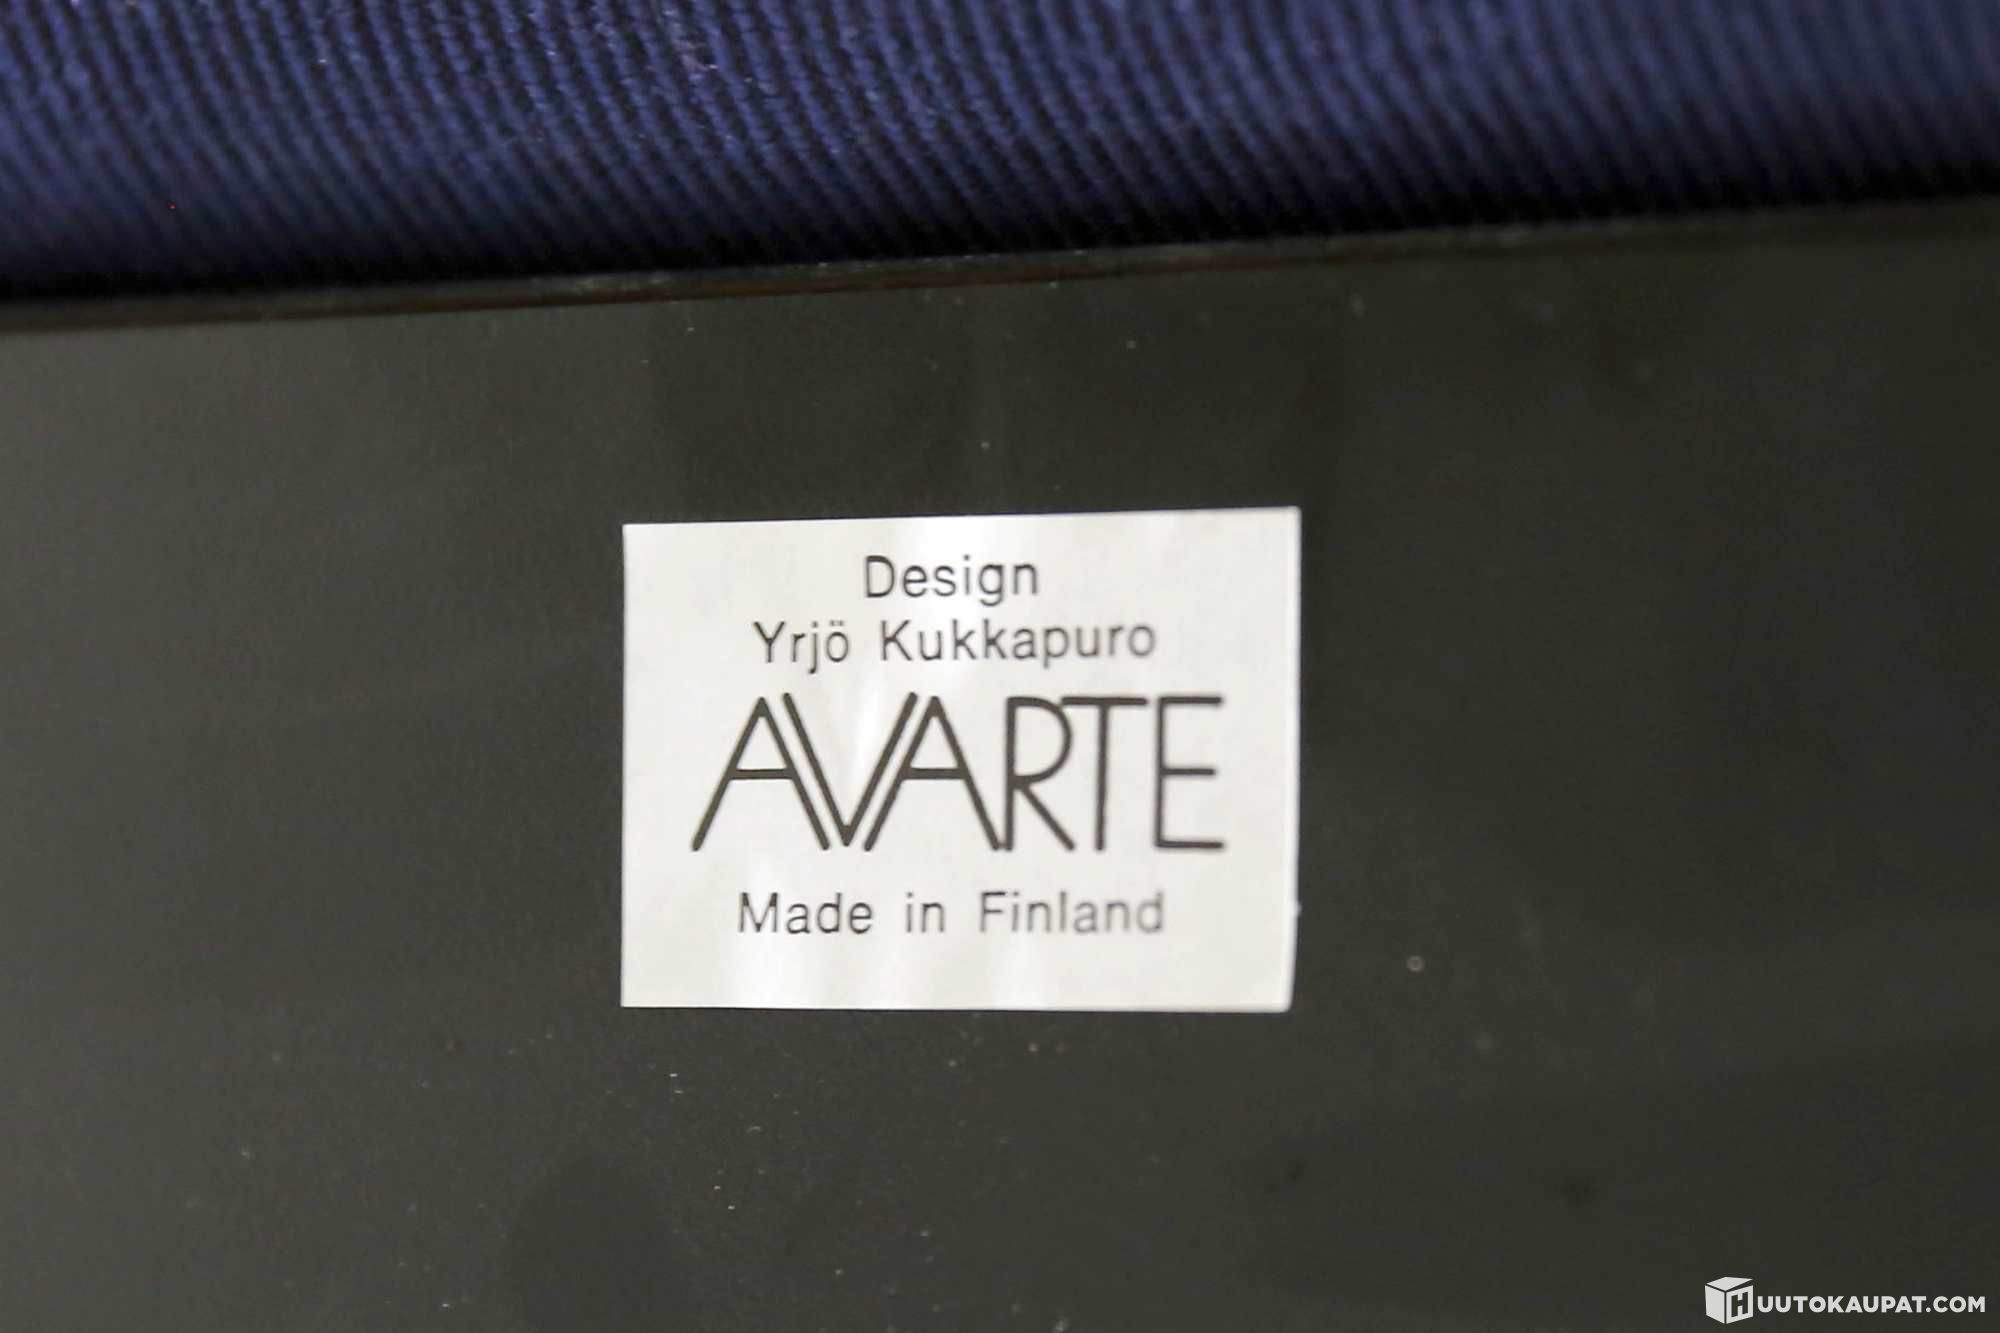 Design
Yrjö Kukkapuro
AVARTE
Made in Finland
HUUTOKAUPAT.COM